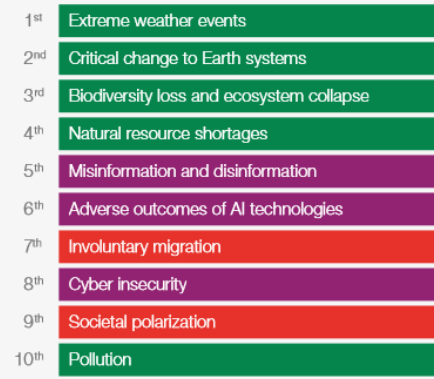 1st Extreme weather events
2nd Critical change to Earth systems
3rd Biodiversity loss and ecosystem collapse
4th Natural resource shortages
5th Misinformation and disinformation
6th Adverse outcomes of AI technologies
7th Involuntary migration
8th Cyber insecurity
9th Societal polarization
10th Pollution